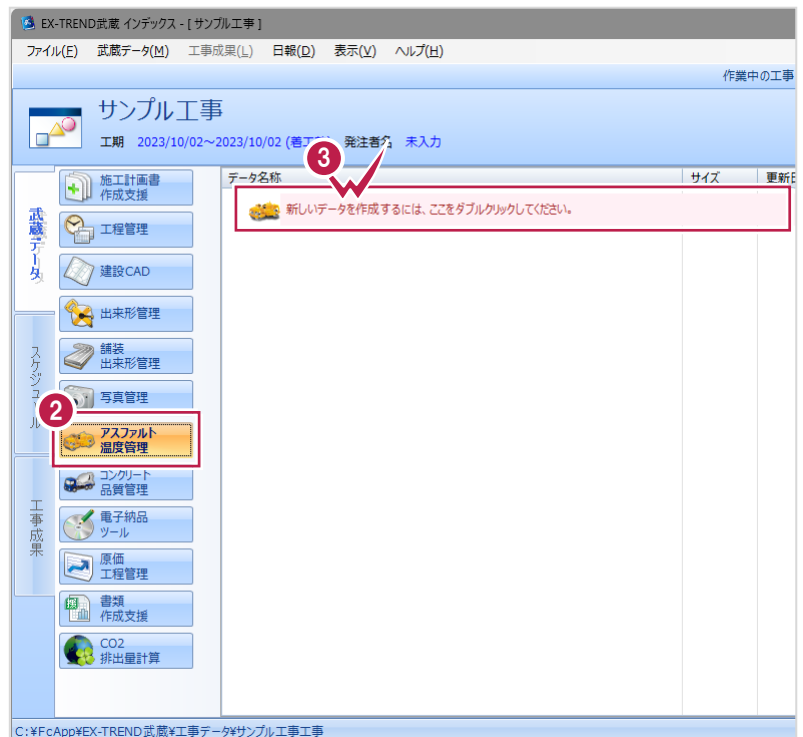 EX-TREND武蔵 インデックス - [ サンプル工事 ]
ファイル(F) 武蔵データ(M) 工事成果(L) 日報(D) 表示(V) ヘルプ(H)
作業中の工事
サンプル工事
工期 2023/10/02～2023/10/02 (着工 発注者名 未入力
3
武蔵データ
スケジュール
工事成果
施工計画書
作成支援
工程管理
建設CAD
出来形管理
舗装
出来形管理
写真管理
2
アスファルト
温度管理
コンクリート
品質管理
電子納品
ツール
原価
工程管理
書類
作成支援
CO2
排出量計算
データ名称 サイズ 更新
新しいデータを作成するには、ここをダブルクリックしてください。
C:¥FcApp¥EX-TREND武蔵¥工事データ¥サンプル工事工事